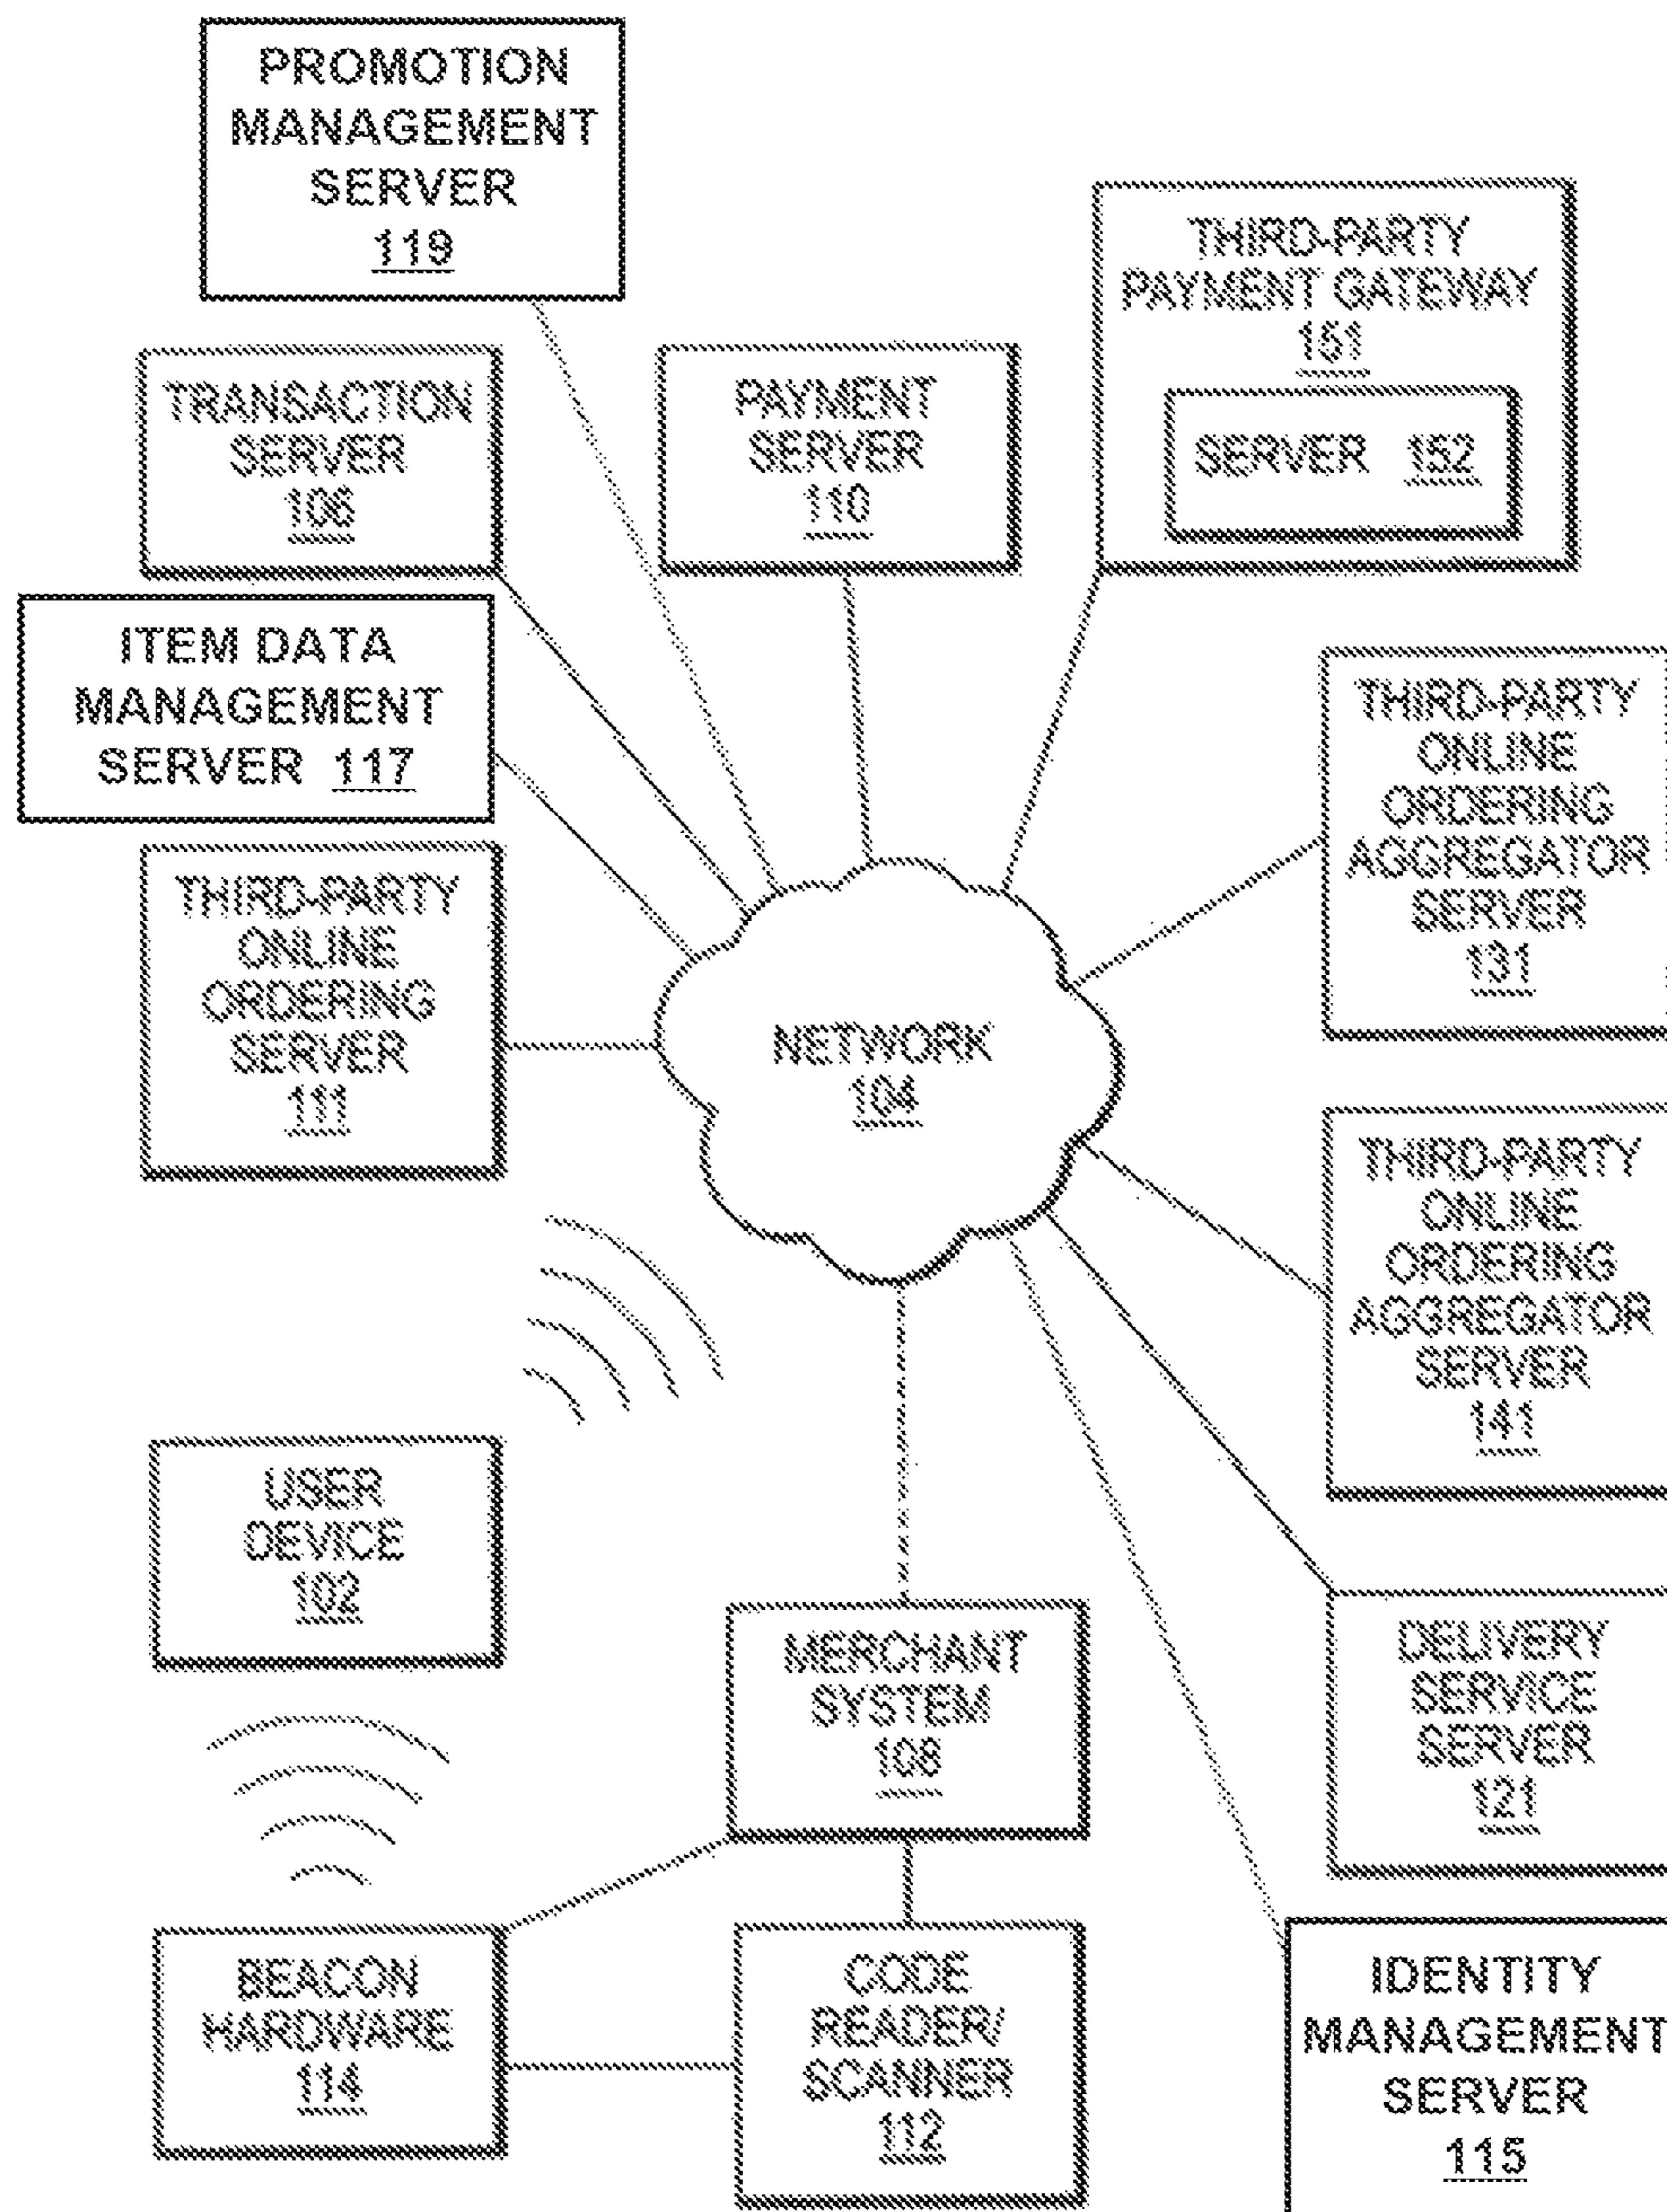 PROMOTION
MANAGEMENT
SERVER
119
THIRD-PARTY
PAYMENT GATEWAY
151
SERVER 152
TRANSACTION
SERVER
106
PAYMENT
SERVER
110
ITEM DATA
MANAGEMENT
SERVER 117
THIRD-PARTY
ONLINE
ORDERING
AGGREGATOR
SERVER
131
THIRD-PARTY
ONLINE
ORDERING
SERVER
111
NETWORK
104
THIRD-PARTY
ONLINE
ORDERING
AGGREGATOR
SERVER
141
USER
DEVICE
102
MERCHANT
SYSTEM
108
DELIVERY
SERVICE
SERVER
121
BEACON
HARDWARE
114
CODE
READER/
SCANNER
112
IDENTITY
MANAGEMENT
SERVER
115